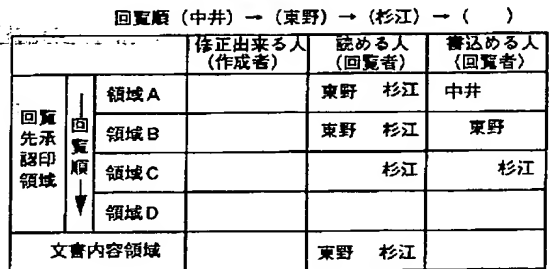 回覧順（中井）→（東野）→（杉江）→（　　）
修正出来る人（作成者） 読める人（回覧者） 書込める人（回覧者）
回覧先承認印領域 回覧順
領域A 東野 杉江 中井
領域B 東野 杉江 東野
領域C 杉江 杉江
領域D
文書内容領域 東野 杉江